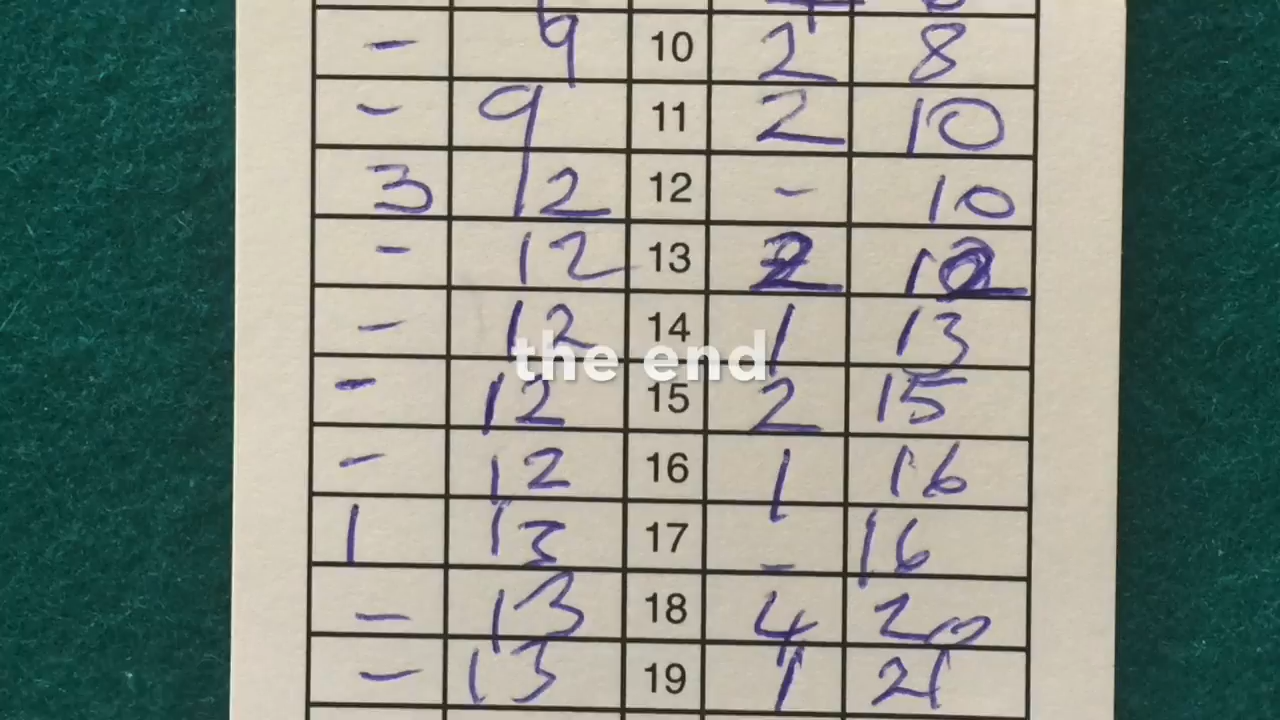 - 9 10 2 8
- 9 11 2 10
3 12 12 - 10
- 12 13 2 12
- 12 14 1 13
the end
- 12 15 2 15
- 12 16 1 16
1 13 17 - 16
- 13 18 4 20
- 13 19 1 21